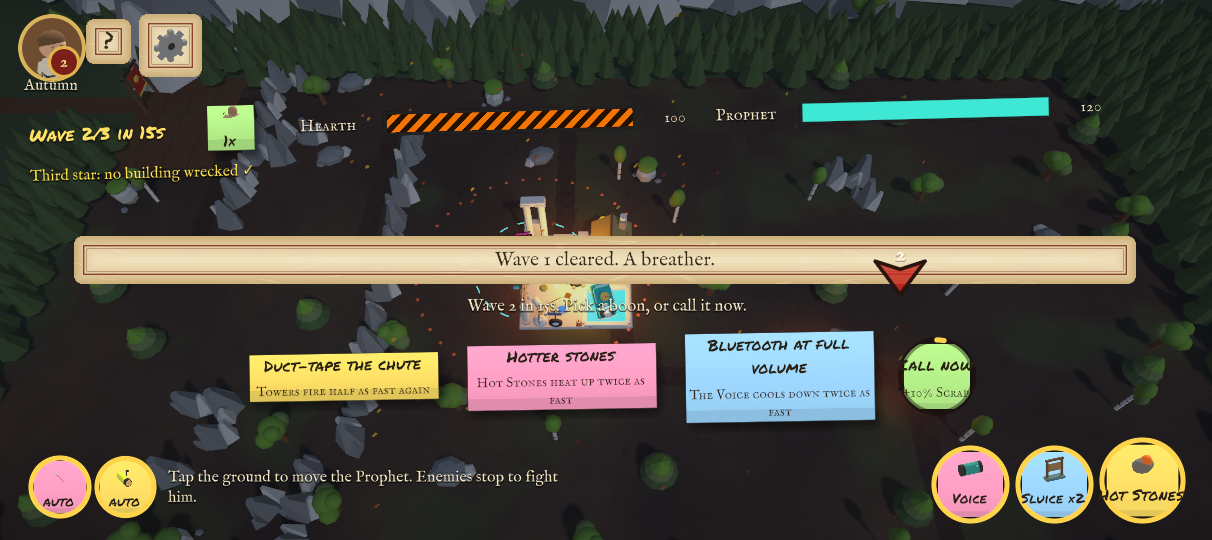 ?
2
Autumn
Wave 2/3 in 15s
1x
Hearth
100
Prophet
120
Third star: no building wrecked ✓
Wave 1 cleared. A breather.
2
Wave 2 in 15s. Pick a boon, or call it now.
Duct-tape the chute
Towers fire half as fast again
Hotter stones
Hot Stones heat up twice as
fast
Bluetooth at full
volume
The Voice cools down twice as
fast
Call now
+10% Scrap
Auto
Auto
Tap the ground to move the Prophet. Enemies stop to fight
him.
Voice
Sluice x2
Hot Stones